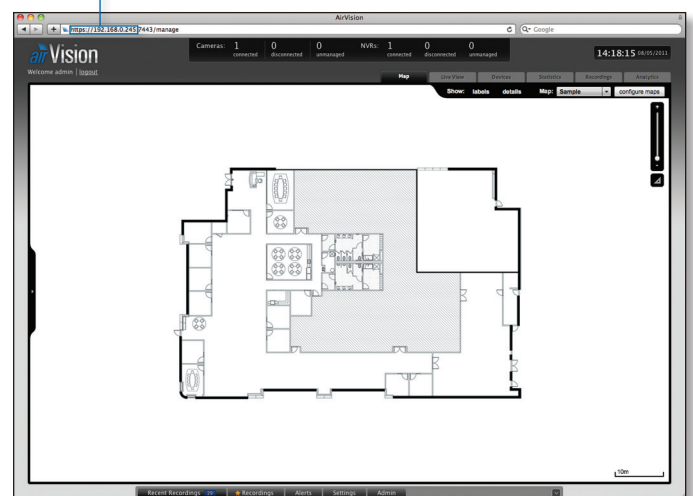 AirVision
https://192.168.0.245:7443/manage
Google
airVision
Cameras: 1 connected 0 disconnected 0 unmanaged NVRs: 1 connected 0 disconnected 0 unmanaged
14:18:15 08/05/2011
Welcome admin | logout
Map Live View Devices Statistics Recordings Analytics
Show: labels details Map: Sample configure maps
10m
Recent Recordings Recordings Alerts Settings Admin